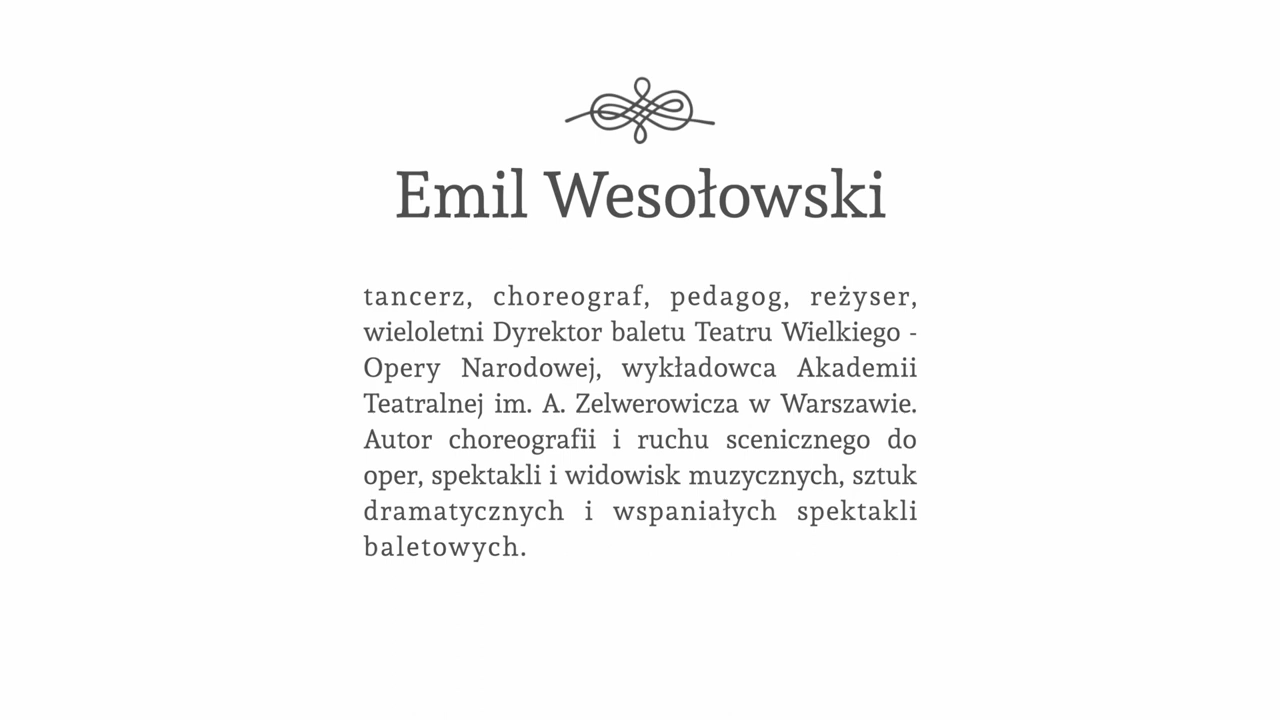 Emil Wesołowski
tancerz, choreograf, pedagog, reżyser,
wieloletni Dyrektor baletu Teatru Wielkiego -
Opery Narodowej, wykładowca Akademii
Teatralnej im. A. Zelwerowicza w Warszawie.
Autor choreografii i ruchu scenicznego do
oper, spektakli i widowisk muzycznych, sztuk
dramatycznych i wspaniałych spektakli
baletowych.